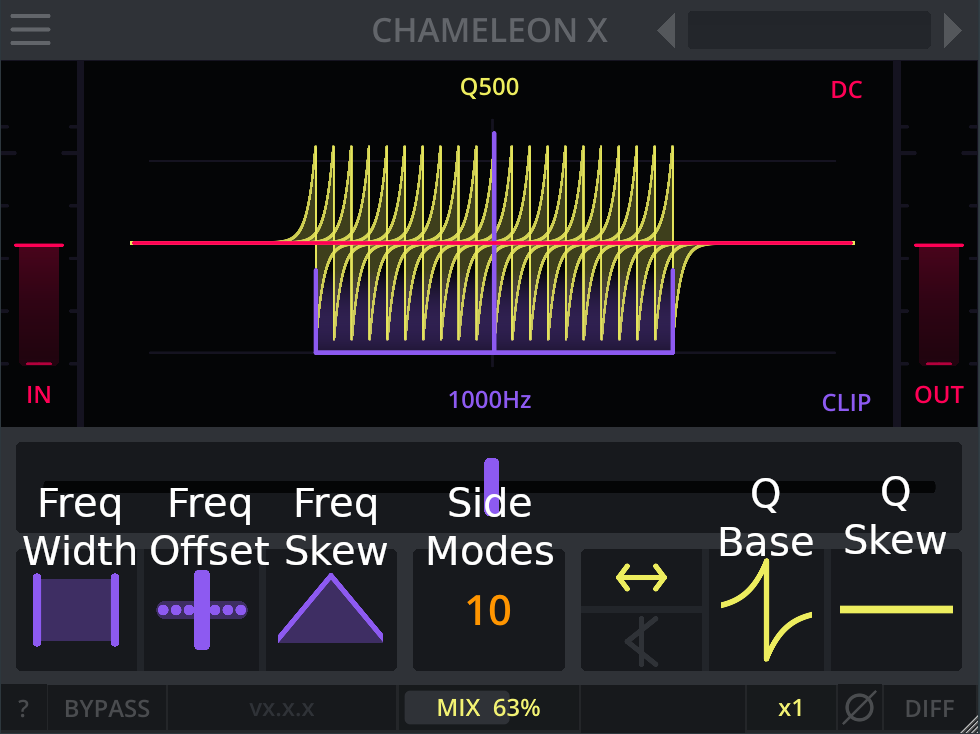 CHAMELEON X
Q500
DC
IN
1000Hz
CLIP
OUT
Freq Width
Freq Offset
Freq Skew
Side Modes
Q Base
Q Skew
10
?
BYPASS
vx.x.x
MIX 63%
x1
DIFF